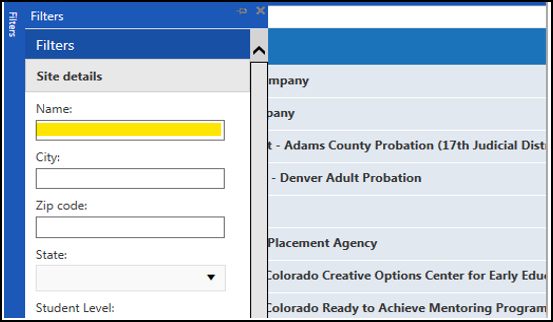 Filters
Filters
Filters
Site details
Name:
City:
Zip code:
State:
Student Level:
mpany
pany
t - Adams County Probation (17th Judicial Dist
- Denver Adult Probation
Placement Agency
Colorado Creative Options Center for Early Edu
Colorado Ready to Achieve Mentoring Program